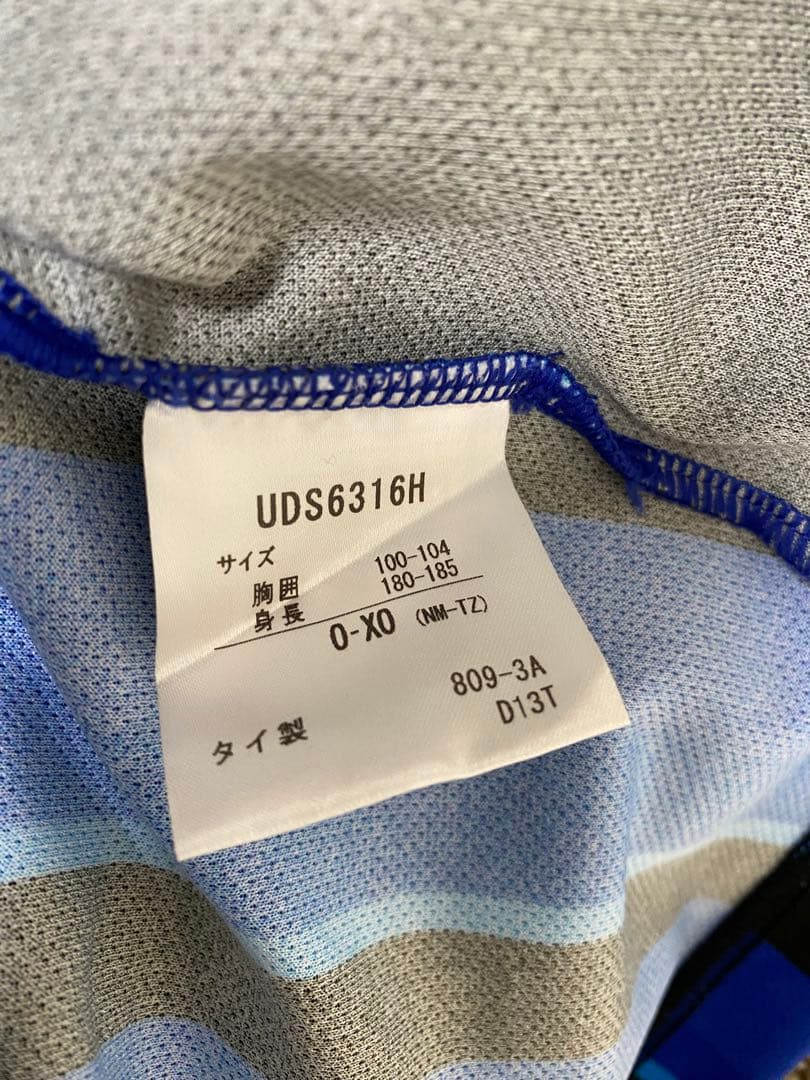 UDS6316H
サイズ
胸囲 100-104
身長 180-185
O-XO (NM-TZ)
809-3A
タイ製 D13T